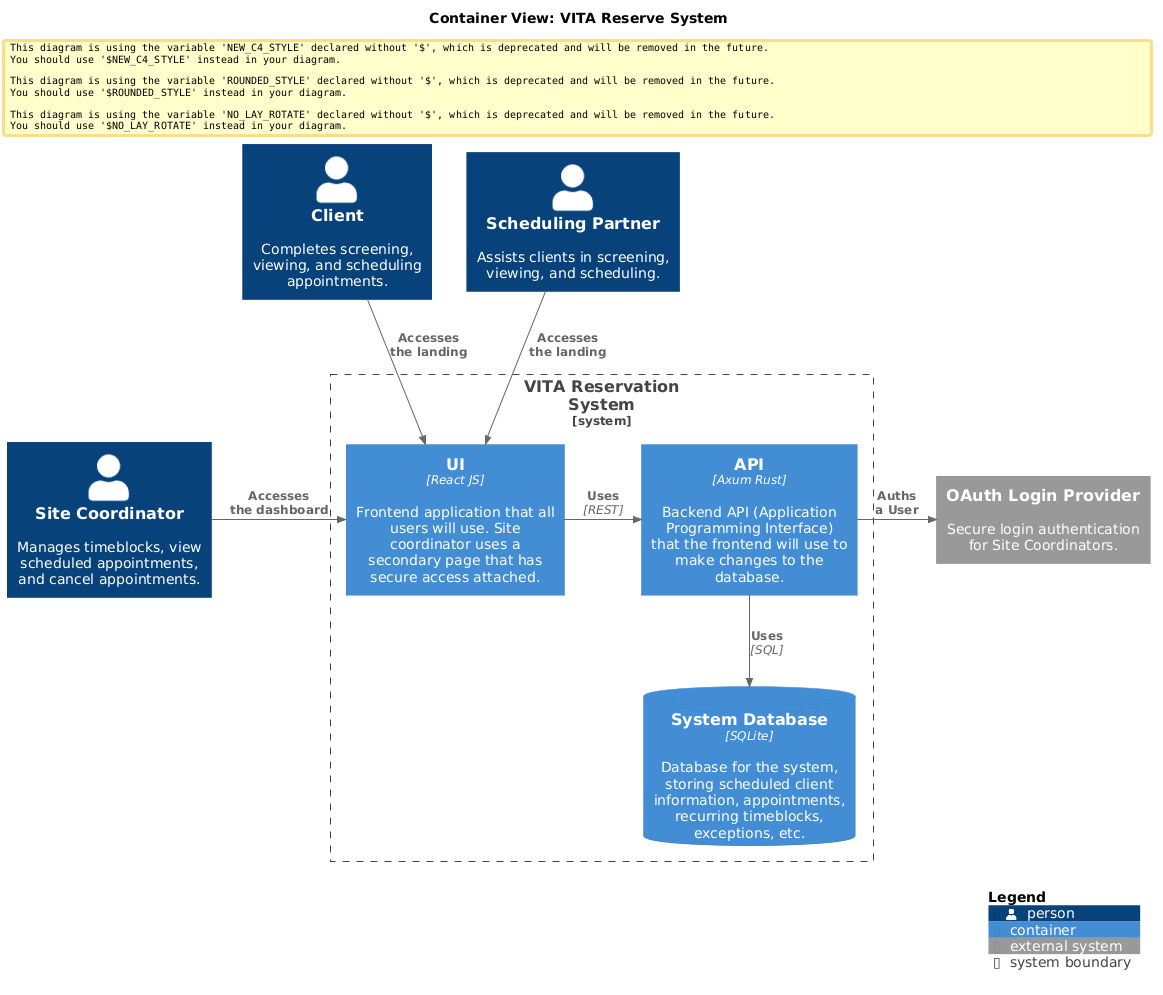 Container View: VITA Reserve System
This diagram is using the variable 'NEW_C4_STYLE' declared without '$', which is deprecated and will be removed in the future.
You should use '$NEW_C4_STYLE' instead in your diagram.
This diagram is using the variable 'ROUNDED_STYLE' declared without '$', which is deprecated and will be removed in the future.
You should use '$ROUNDED_STYLE' instead in your diagram.
This diagram is using the variable 'NO_LAY_ROTATE' declared without '$', which is deprecated and will be removed in the future.
You should use '$NO_LAY_ROTATE' instead in your diagram.
Client
Completes screening,
viewing, and scheduling
appointments.
Scheduling Partner
Assists clients in screening,
viewing, and scheduling.
Accesses
the landing
Accesses
the landing
VITA Reservation
System
[system]
Site Coordinator
Manages timeblocks, view
scheduled appointments,
and cancel appointments.
Accesses
the dashboard
UI
[React JS]
Frontend application that all
users will use. Site
coordinator uses a
secondary page that has
secure access attached.
Uses
[REST]
API
[Axum Rust]
Backend API (Application
Programming Interface)
that the frontend will use to
make changes to the
database.
Auths
a User
OAuth Login Provider
Secure login authentication
for Site Coordinators.
Uses
[SQL]
System Database
[SQLite]
Database for the system,
storing scheduled client
information, appointments,
recurring timeblocks,
exceptions, etc.
Legend
person
container
external system
system boundary